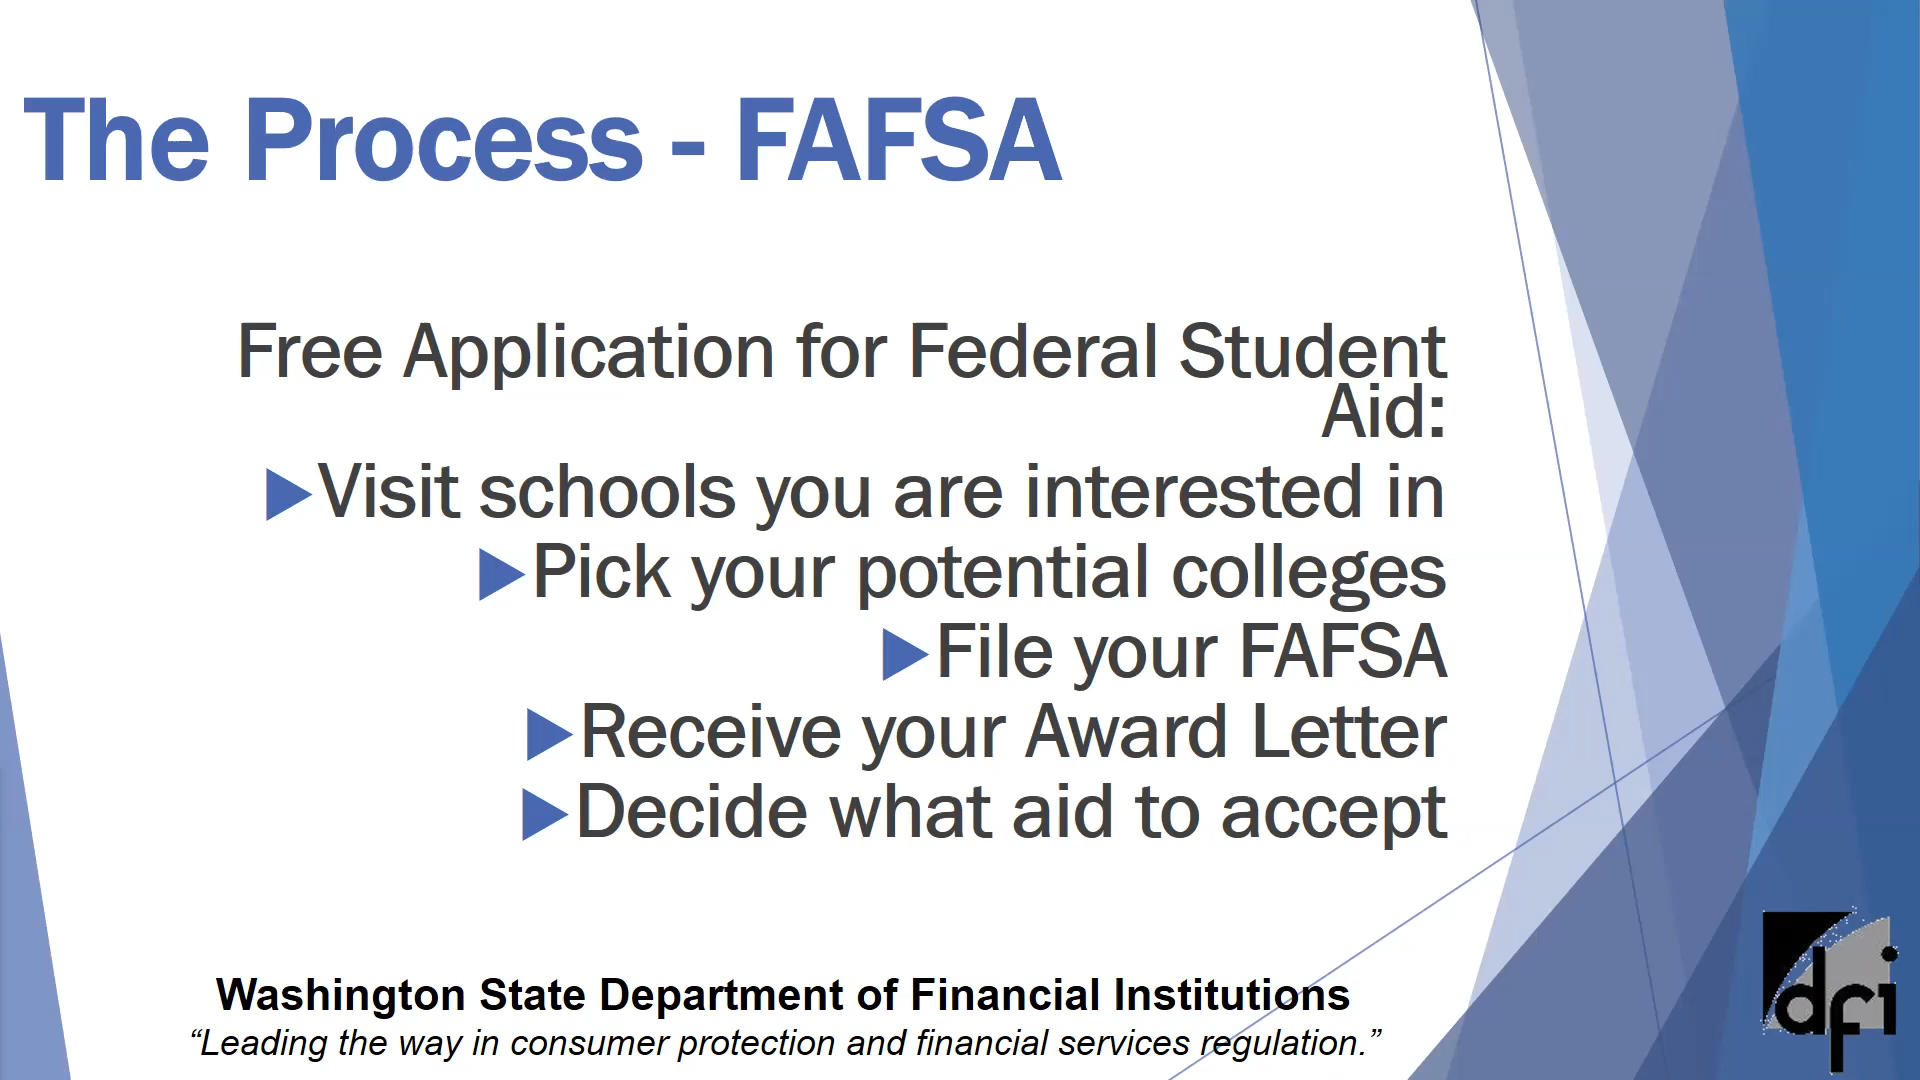 The Process - FAFSA
Free Application for Federal Student
Aid:
Visit schools you are interested in
Pick your potential colleges
File your FAFSA
Receive your Award Letter
Decide what aid to accept
Washington State Department of Financial Institutions
“Leading the way in consumer protection and financial services regulation.”
dfi